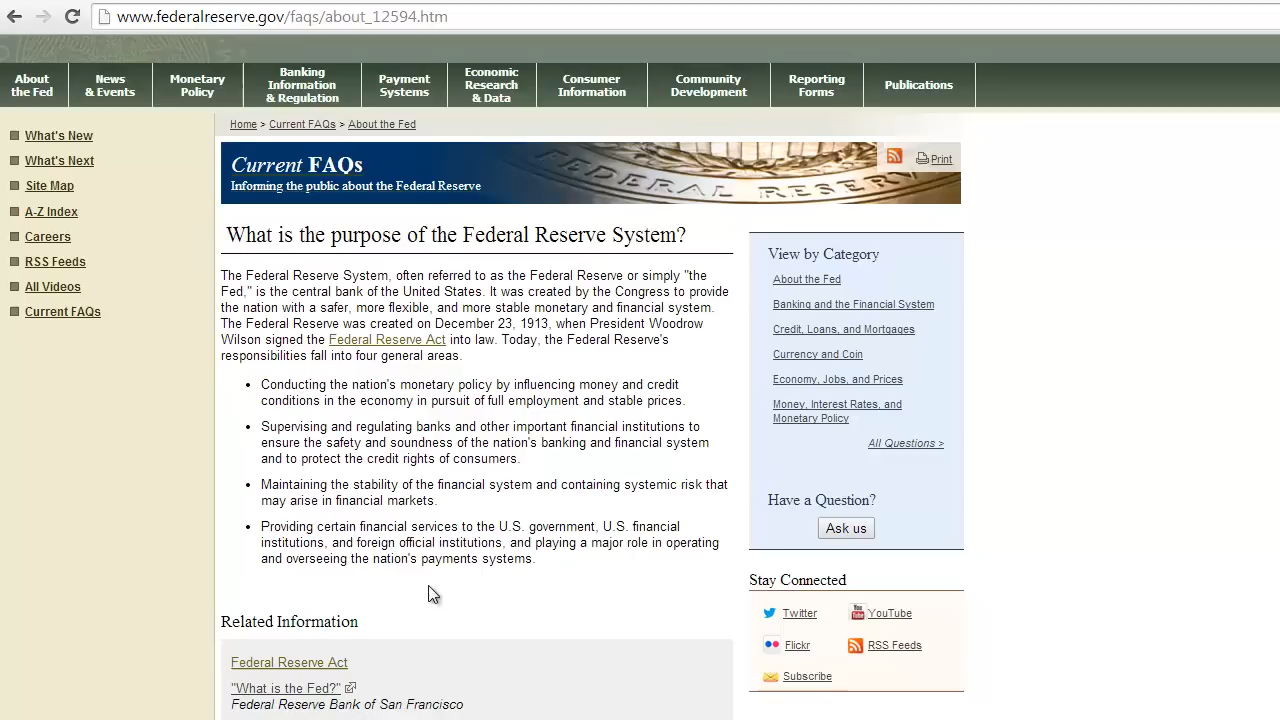 www.federalreserve.gov/faqs/about_12594.htm
About the Fed
News & Events
Monetary Policy
Banking Information & Regulation
Payment Systems
Economic Research & Data
Consumer Information
Community Development
Reporting Forms
Publications
What's New
What's Next
Site Map
A-Z Index
Careers
RSS Feeds
All Videos
Current FAQs
Home > Current FAQs > About the Fed
Current FAQs
Informing the public about the Federal Reserve
FEDERAL RESERVE
Print
What is the purpose of the Federal Reserve System?
The Federal Reserve System, often referred to as the Federal Reserve or simply "the
Fed," is the central bank of the United States. It was created by the Congress to provide
the nation with a safer, more flexible, and more stable monetary and financial system.
The Federal Reserve was created on December 23, 1913, when President Woodrow
Wilson signed the Federal Reserve Act into law. Today, the Federal Reserve's
responsibilities fall into four general areas.
• Conducting the nation's monetary policy by influencing money and credit
conditions in the economy in pursuit of full employment and stable prices.
• Supervising and regulating banks and other important financial institutions to
ensure the safety and soundness of the nation's banking and financial system
and to protect the credit rights of consumers.
• Maintaining the stability of the financial system and containing systemic risk that
may arise in financial markets.
• Providing certain financial services to the U.S. government, U.S. financial
institutions, and foreign official institutions, and playing a major role in operating
and overseeing the nation's payments systems.
Related Information
Federal Reserve Act
"What is the Fed?"
Federal Reserve Bank of San Francisco
View by Category
About the Fed
Banking and the Financial System
Credit, Loans, and Mortgages
Currency and Coin
Economy, Jobs, and Prices
Money, Interest Rates, and
Monetary Policy
All Questions >
Have a Question?
Ask us
Stay Connected
Twitter
YouTube
Flickr
RSS Feeds
Subscribe